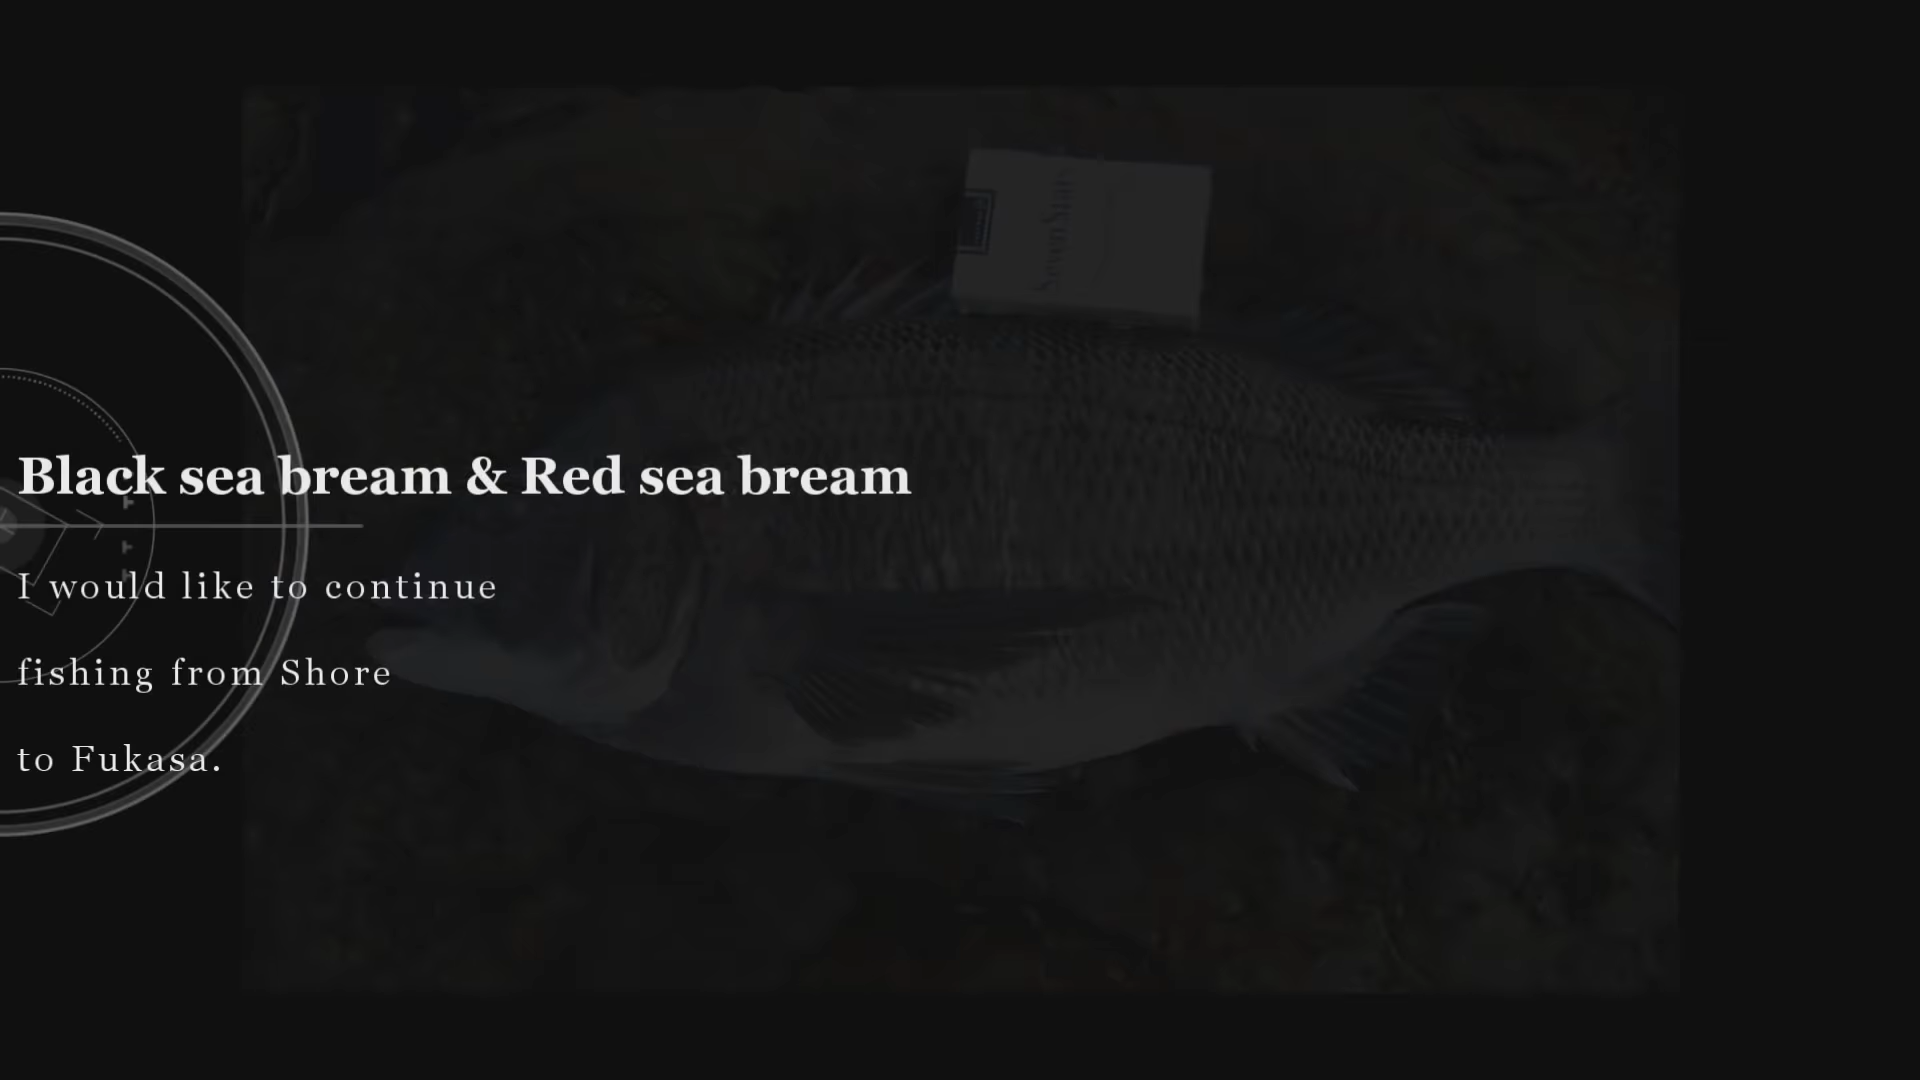 Black sea bream & Red sea bream
I would like to continue
fishing from Shore
to Fukasa.